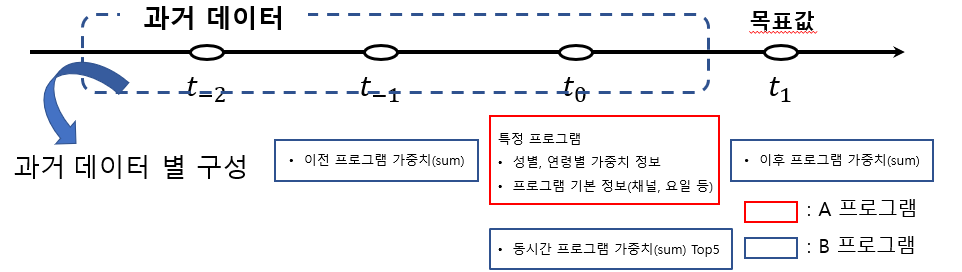 과거 데이터
목표값
t₋₂
t₋₁
t₀
t₁
과거 데이터 별 구성
• 이전 프로그램 가중치(sum)
특정 프로그램
• 성별, 연령별 가중치 정보
• 프로그램 기본 정보(채널, 요일 등)
• 이후 프로그램 가중치(sum)
: A 프로그램
: B 프로그램
• 동시간 프로그램 가중치(sum) Top5